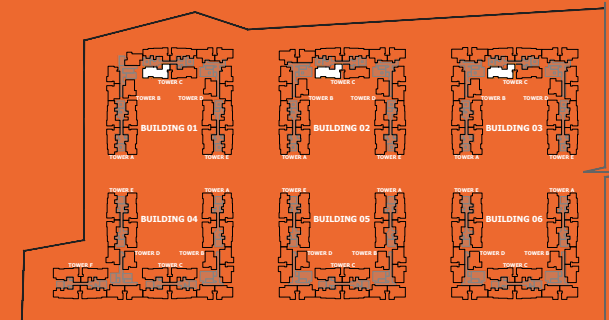 TOWER C TOWER C TOWER C
TOWER B TOWER D TOWER B TOWER D TOWER B TOWER D
BUILDING 01 BUILDING 02 BUILDING 03
TOWER A TOWER E TOWER A TOWER E TOWER A TOWER E
TOWER E TOWER A TOWER E TOWER A TOWER E TOWER A
BUILDING 04 BUILDING 05 BUILDING 06
TOWER D TOWER B TOWER D TOWER B TOWER D TOWER B
TOWER F TOWER C TOWER C TOWER C